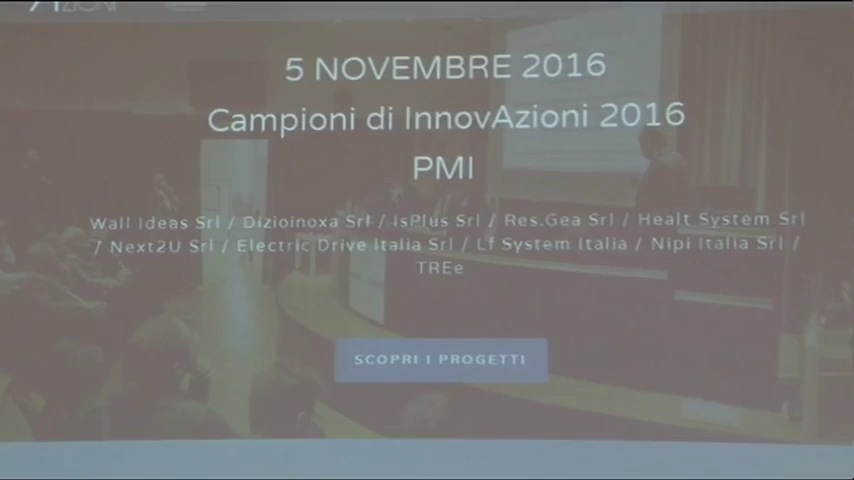 5 NOVEMBRE 2016
Campioni di InnovAzioni 2016
PMI
Wall Ideas Srl / Dizioinoxa Srl / IsPlus Srl / Res.Gea Srl / Healt System Srl
/ Next2U Srl / Electric Drive Italia Srl / Lf System Italia / Nipi Italia Srl /
TREe
SCOPRI I PROGETTI